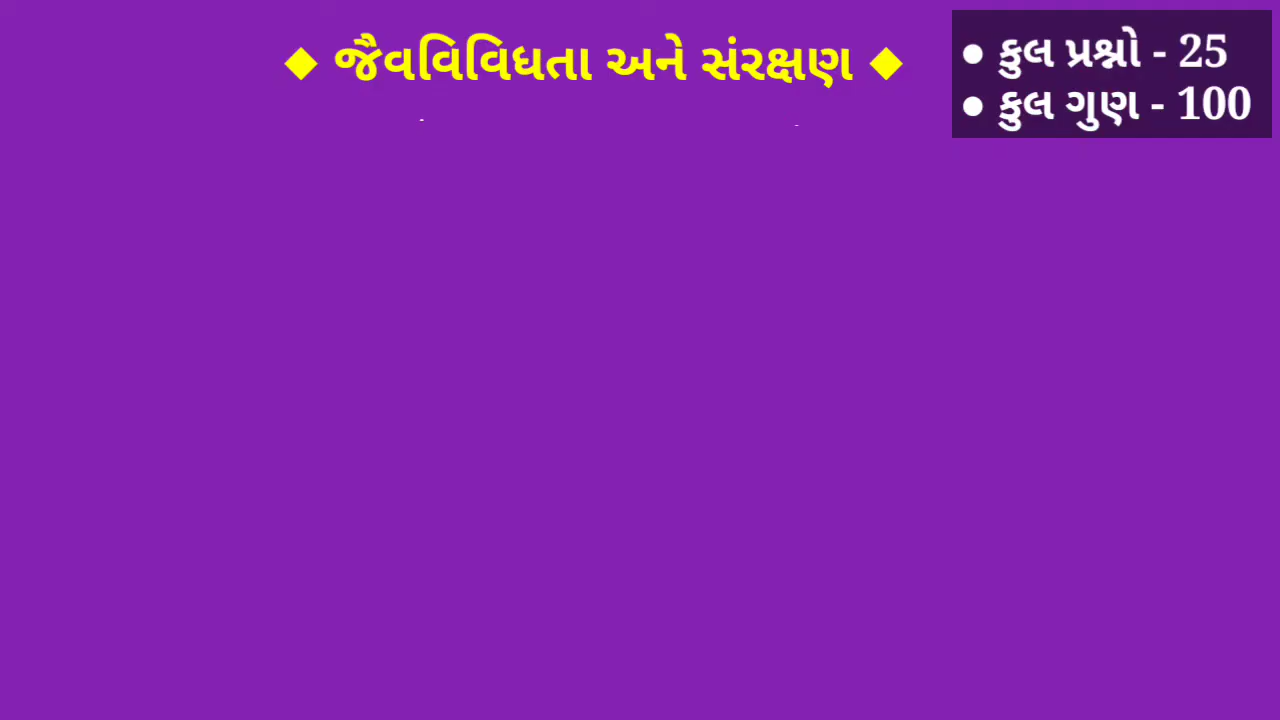 ◆ જૈવવિવિધતા અને સંરક્ષણ ◆
● કુલ પ્રશ્નો - 25
● કુલ ગુણ - 100